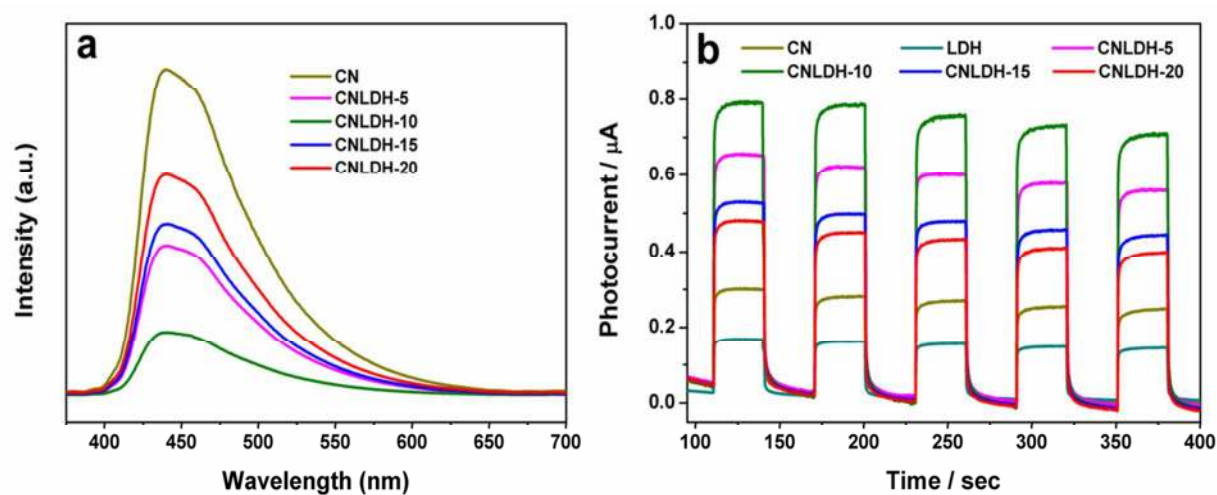 a
CN
CNLDH-5
CNLDH-10
CNLDH-15
CNLDH-20
Intensity (a.u.)
400 450 500 550 600 650 700
Wavelength (nm)
b
CN LDH CNLDH-5
CNLDH-10 CNLDH-15 CNLDH-20
1.0
0.8
0.6
0.4
0.2
0.0
Photocurrent / μA
100 150 200 250 300 350 400
Time / sec